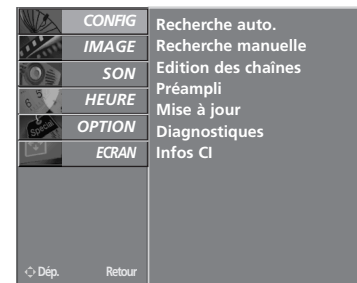 CONFIG
IMAGE
SON
HEURE
OPTION
ECRAN
Recherche auto.
Recherche manuelle
Edition des chaînes
Préampli
Mise à jour
Diagnostiques
Infos CI
Dép.
Retour